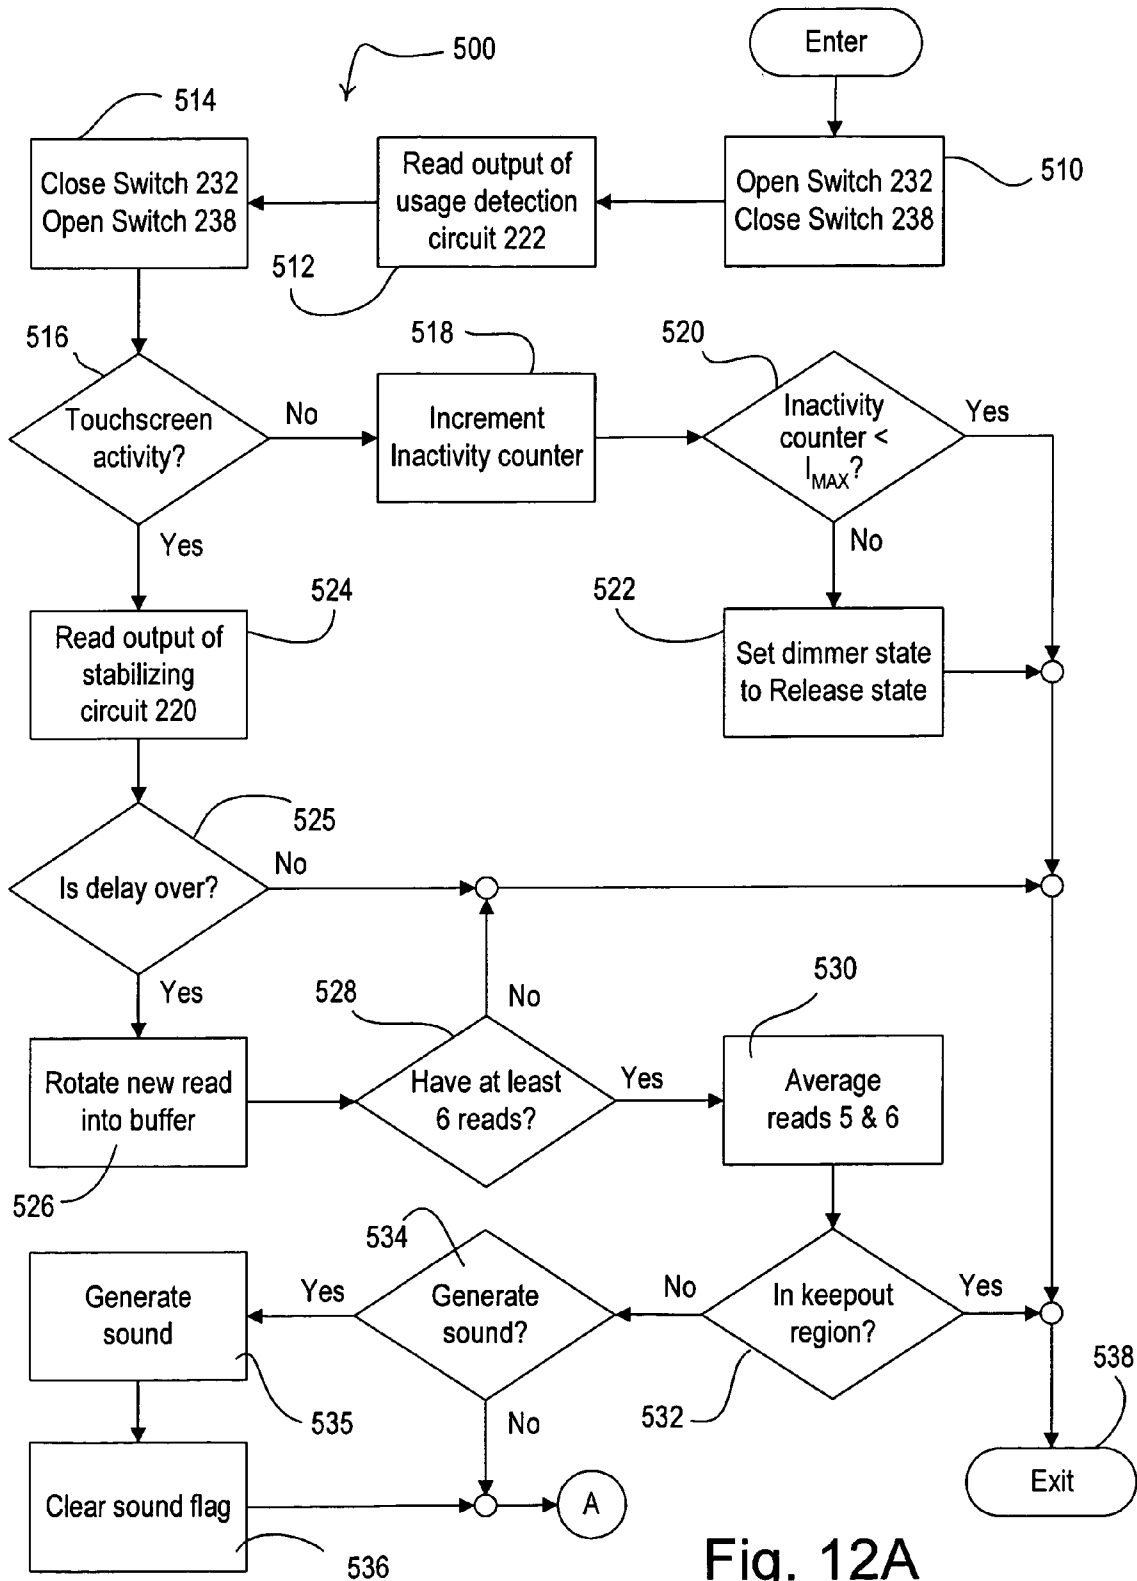 Enter
500
514
Close Switch 232
Open Switch 238
Read output of
usage detection
circuit 222
Open Switch 232
Close Switch 238
510
512
516
Touchscreen
activity?
No
Yes
518
Increment
Inactivity counter
520
Inactivity
counter <
IMAX?
Yes
No
524
Read output of
stabilizing
circuit 220
522
Set dimmer state
to Release state
525
Is delay over?
No
Yes
526
Rotate new read
into buffer
528
Have at least
6 reads?
No
Yes
530
Average
reads 5 & 6
532
In keepout
region?
Yes
No
534
Generate
sound?
Yes
No
Generate
sound
535
Clear sound flag
536
A
538
Exit
Fig. 12A